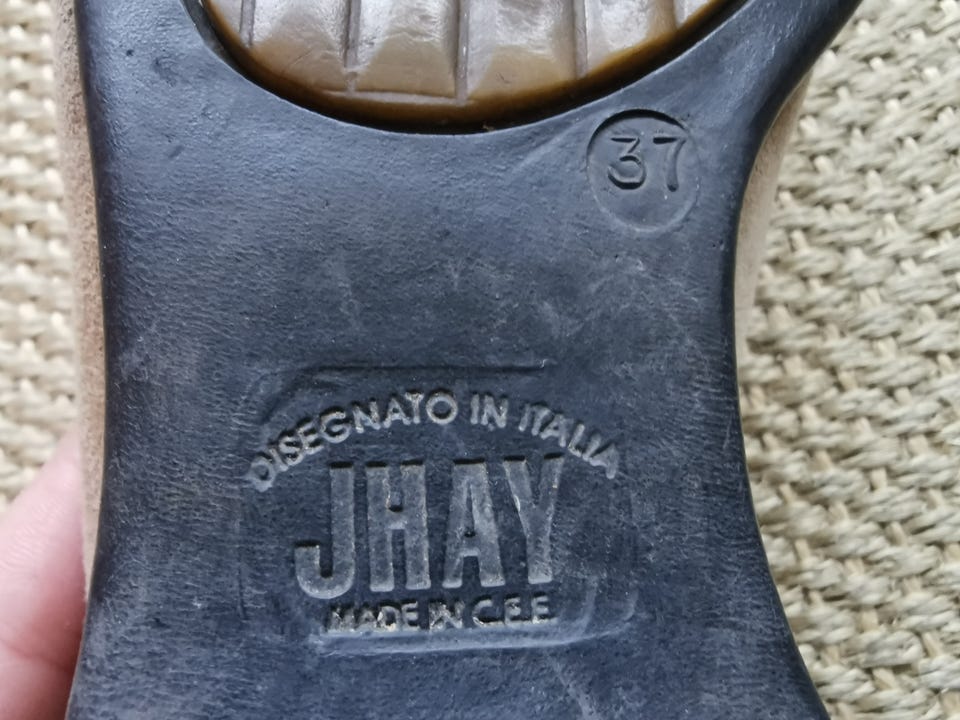 37
DISEGNATO IN ITALIA
JHAY
MADE IN C.E.E